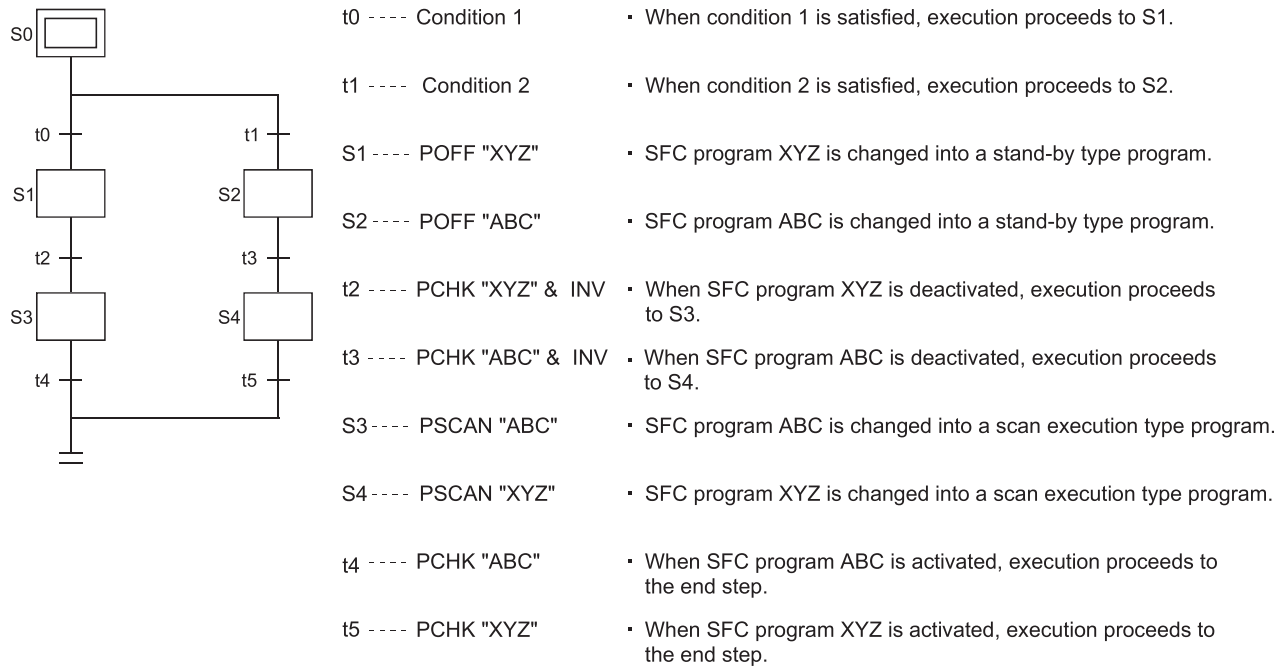 S0
t0
t1
S1
S2
t2
t3
S3
S4
t4
t5
t0 ---- Condition 1 ▪ When condition 1 is satisfied, execution proceeds to S1.
t1 ---- Condition 2 ▪ When condition 2 is satisfied, execution proceeds to S2.
S1 ---- POFF "XYZ" ▪ SFC program XYZ is changed into a stand-by type program.
S2 ---- POFF "ABC" ▪ SFC program ABC is changed into a stand-by type program.
t2 ---- PCHK "XYZ" & INV ▪ When SFC program XYZ is deactivated, execution proceeds
to S3.
t3 ---- PCHK "ABC" & INV ▪ When SFC program ABC is deactivated, execution proceeds
to S4.
S3 ---- PSCAN "ABC" ▪ SFC program ABC is changed into a scan execution type program.
S4 ---- PSCAN "XYZ" ▪ SFC program XYZ is changed into a scan execution type program.
t4 ---- PCHK "ABC" ▪ When SFC program ABC is activated, execution proceeds to
the end step.
t5 ---- PCHK "XYZ" ▪ When SFC program XYZ is activated, execution proceeds to
the end step.